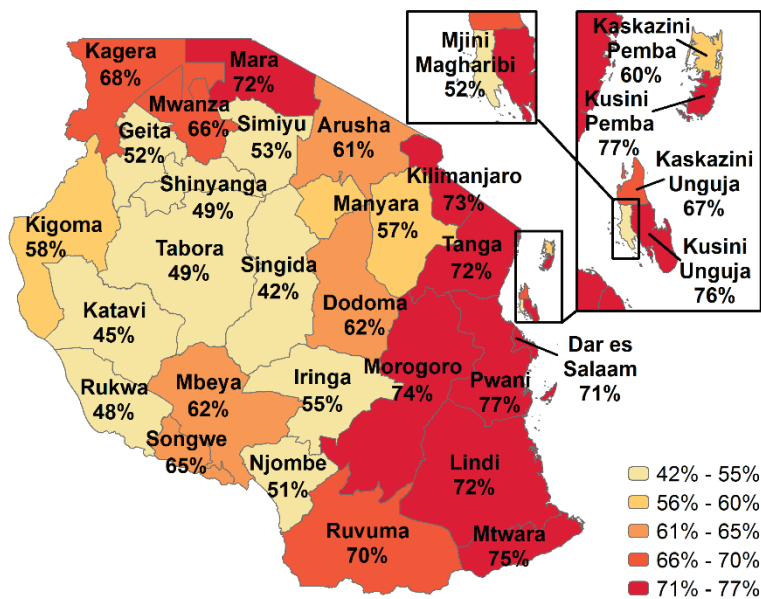 Kagera
68%
Mara
72%
Mwanza
66%
Geita
52%
Simiyu
53%
Arusha
61%
Mjini
Magharibi
52%
Kaskazini
Pemba
60%
Kusini
Pemba
77%
Kaskazini
Unguja
67%
Kusini
Unguja
76%
Shinyanga
49%
Kilimanjaro
73%
Kigoma
58%
Manyara
57%
Tabora
49%
Singida
42%
Tanga
72%
Katavi
45%
Dodoma
62%
Dar es
Salaam
71%
Morogoro
74%
Pwani
77%
Rukwa
48%
Mbeya
62%
Iringa
55%
Songwe
65%
Njombe
51%
Lindi
72%
Ruvuma
70%
Mtwara
75%
42% - 55%
56% - 60%
61% - 65%
66% - 70%
71% - 77%